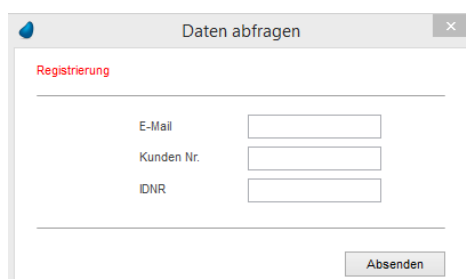 Daten abfragen
Registrierung
E-Mail
Kunden Nr.
IDNR
Absenden